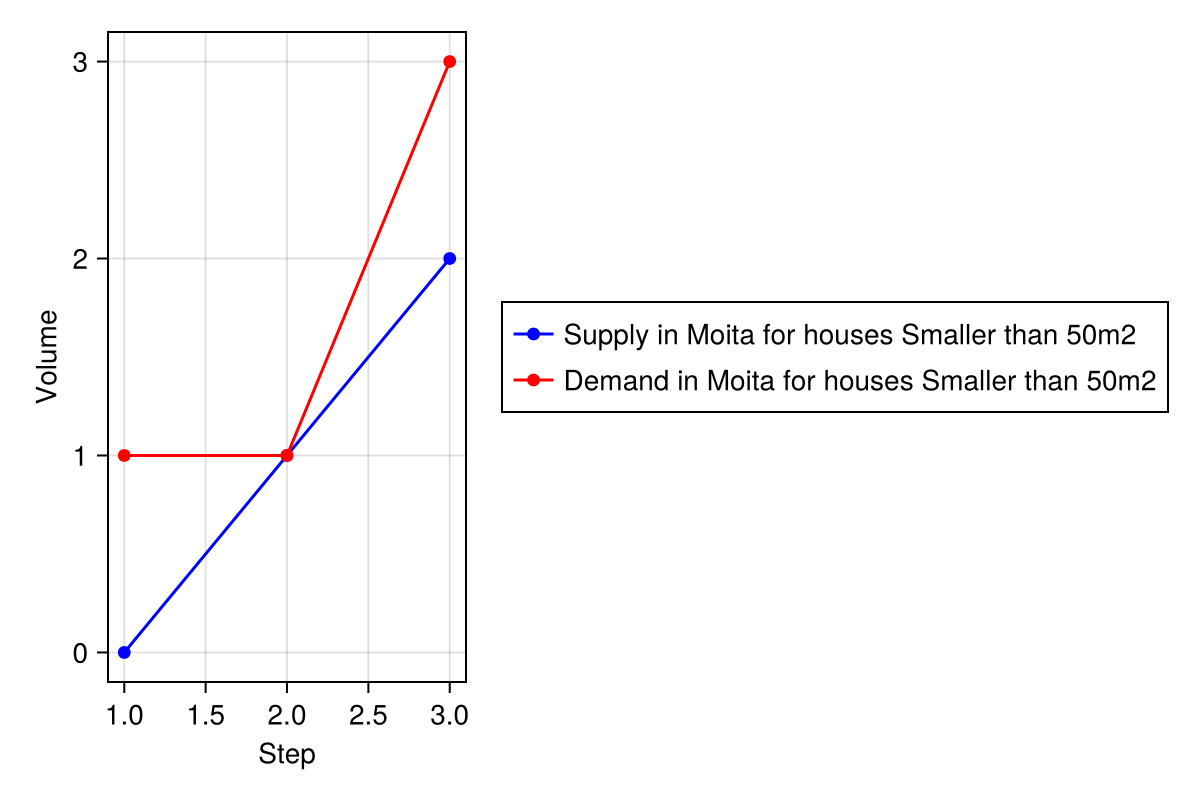 3
2
1
0
Volume
1.0 1.5 2.0 2.5 3.0
Step
Supply in Moita for houses Smaller than 50m2
Demand in Moita for houses Smaller than 50m2